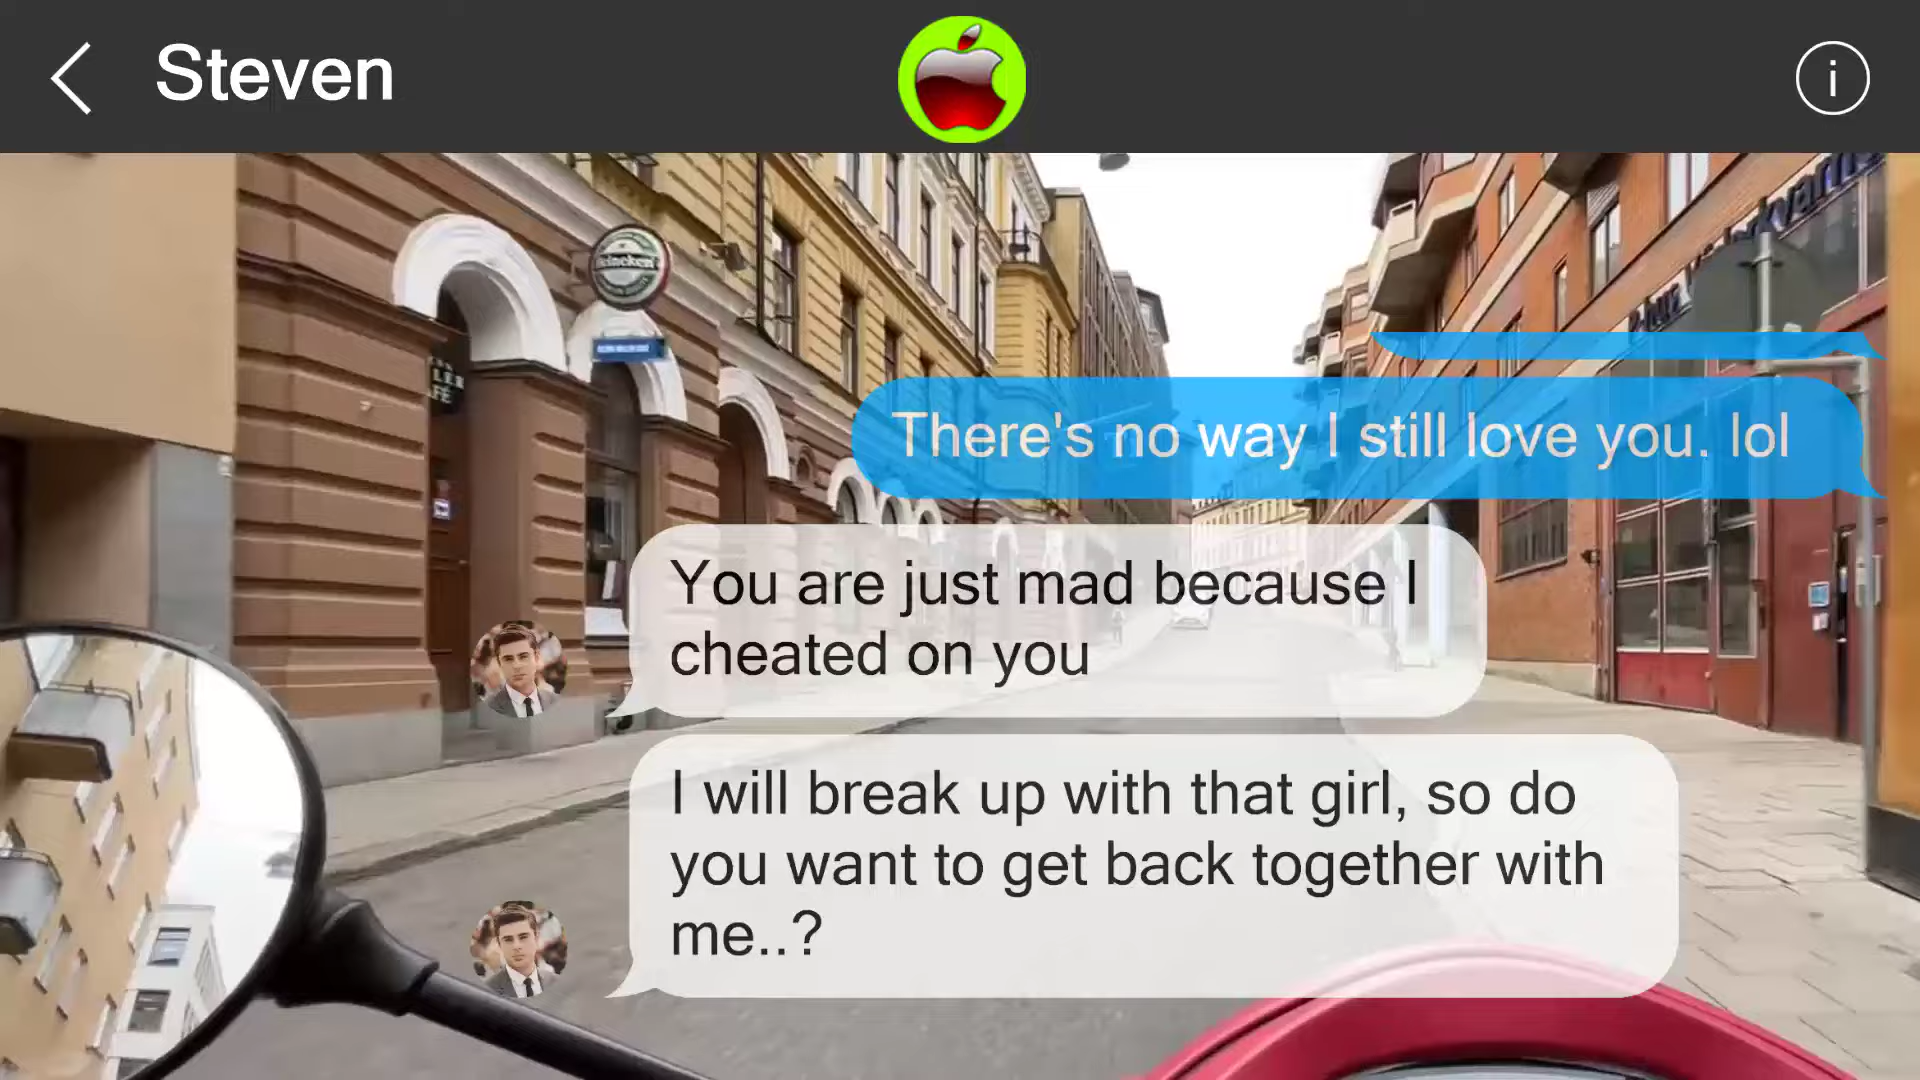 Steven
i
Heineken
There's no way I still love you. lol
You are just mad because I
cheated on you
I will break up with that girl, so do
you want to get back together with
me..?